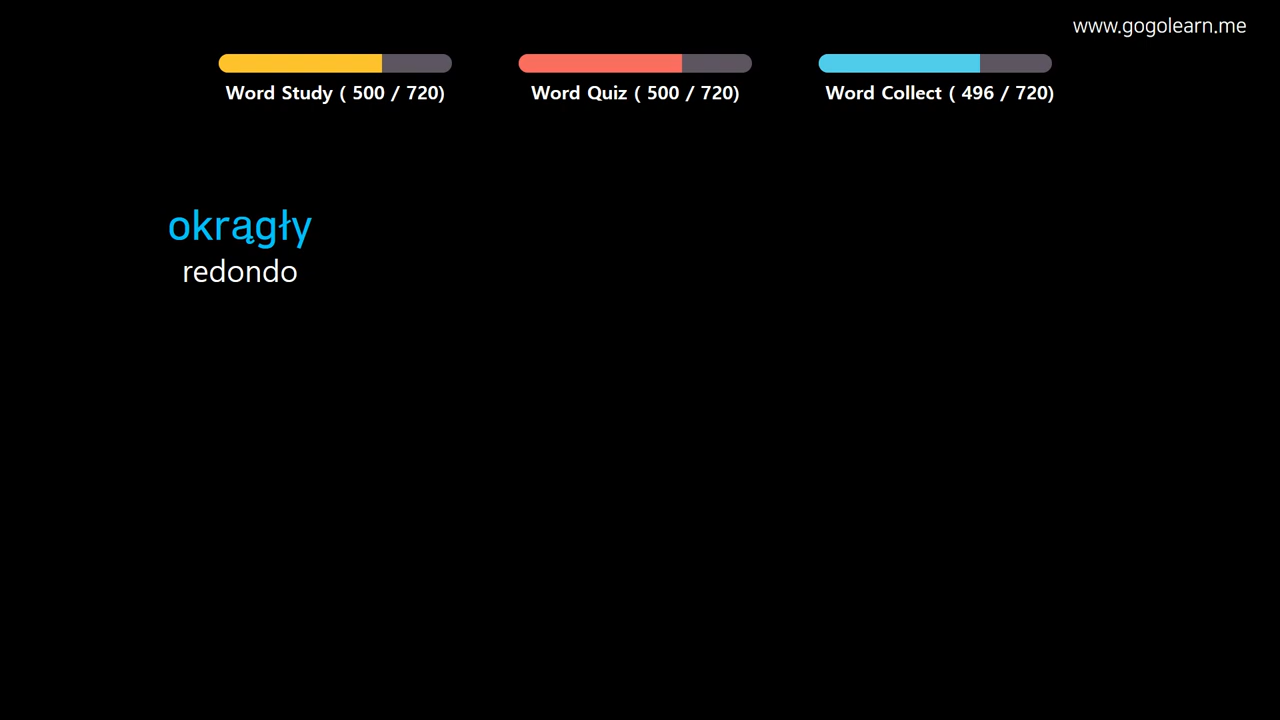 www.gogolearn.me
Word Study ( 500 / 720)
Word Quiz ( 500 / 720)
Word Collect ( 496 / 720)
okrągły
redondo